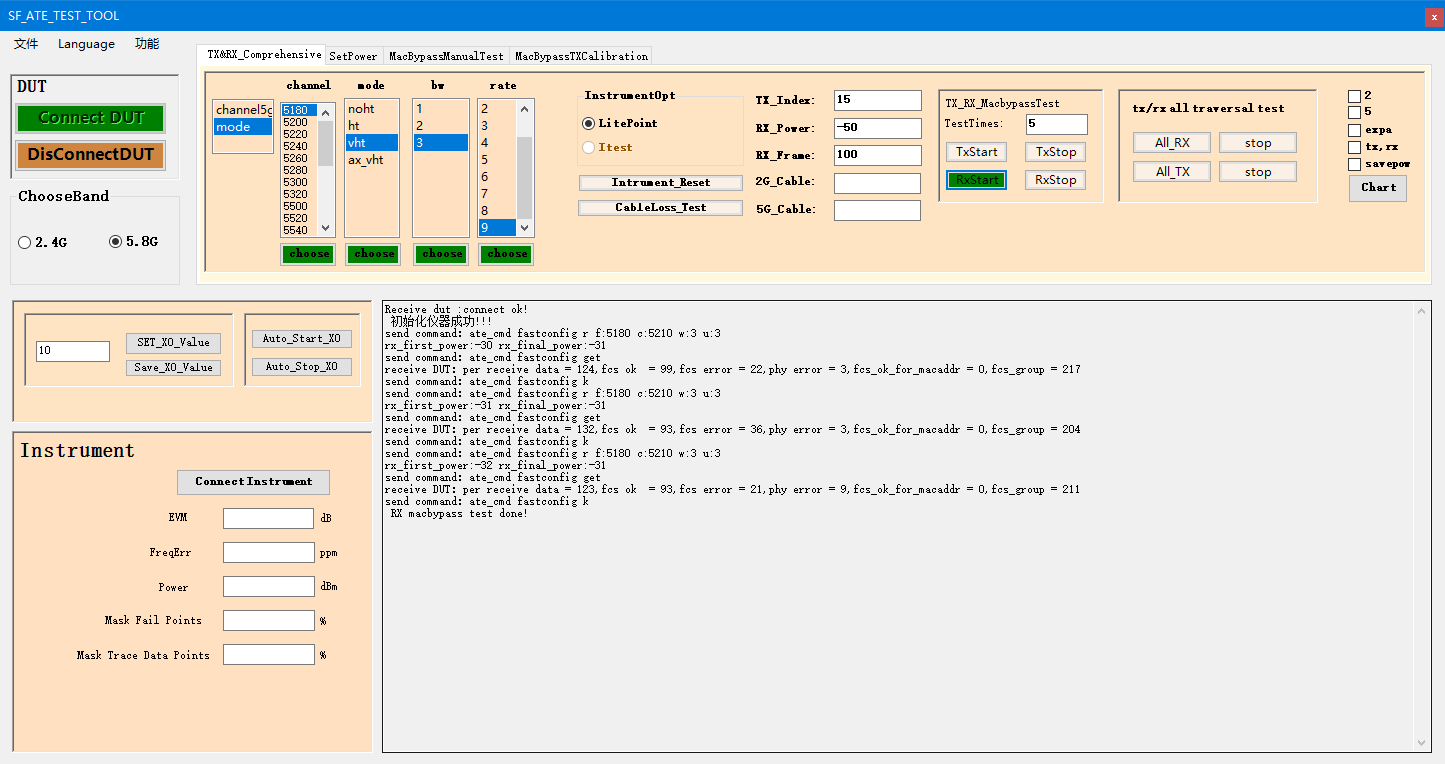 SF_ATE_TEST_TOOL
x
文件 Language 功能
TX&RX_Comprehensive SetPower MacBypassManualTest MacBypassTXCalibration
DUT
Connect DUT
DisConnectDUT
ChooseBand
2.4G 5.8G
channel5g
mode
channel
5180
5200
5220
5240
5260
5280
5300
5320
5500
5520
5540
choose
mode
noht
ht
vht
ax_vht
choose
bw
1
2
3
choose
rate
2
3
4
5
6
7
8
9
choose
InstrumentOpt
LitePoint
Itest
Intrument_Reset
CableLoss_Test
TX_Index: 15
RX_Power: -50
RX_Frame: 100
2G_Cable:
5G_Cable:
TX_RX_MacbypassTest
TestTimes: 5
TxStart TxStop
RxStart RxStop
tx/rx all traversal test
All_RX stop
All_TX stop
2
5
expa
tx,rx
savepow
Chart
10
SET_XO_Value
Save_XO_Value
Auto_Start_XO
Auto_Stop_XO
Instrument
ConnectInstrument
EVM dB
FreqErr ppm
Power dBm
Mask Fail Points %
Mask Trace Data Points %
Receive dut :connect ok!
初始化仪器成功!!!
send command: ate_cmd fastconfig r f:5180 c:5210 w:3 u:3
rx_first_power:-30 rx_final_power:-31
send command: ate_cmd fastconfig get
receive DUT: per receive data = 124,fcs ok  = 99,fcs error = 22,phy error = 3,fcs_ok_for_macaddr = 0,fcs_group = 217
send command: ate_cmd fastconfig k
send command: ate_cmd fastconfig r f:5180 c:5210 w:3 u:3
rx_first_power:-31 rx_final_power:-31
send command: ate_cmd fastconfig get
receive DUT: per receive data = 132,fcs ok  = 93,fcs error = 36,phy error = 3,fcs_ok_for_macaddr = 0,fcs_group = 204
send command: ate_cmd fastconfig k
send command: ate_cmd fastconfig r f:5180 c:5210 w:3 u:3
rx_first_power:-32 rx_final_power:-31
send command: ate_cmd fastconfig get
receive DUT: per receive data = 123,fcs ok  = 93,fcs error = 21,phy error = 9,fcs_ok_for_macaddr = 0,fcs_group = 211
send command: ate_cmd fastconfig k
RX macbypass test done!